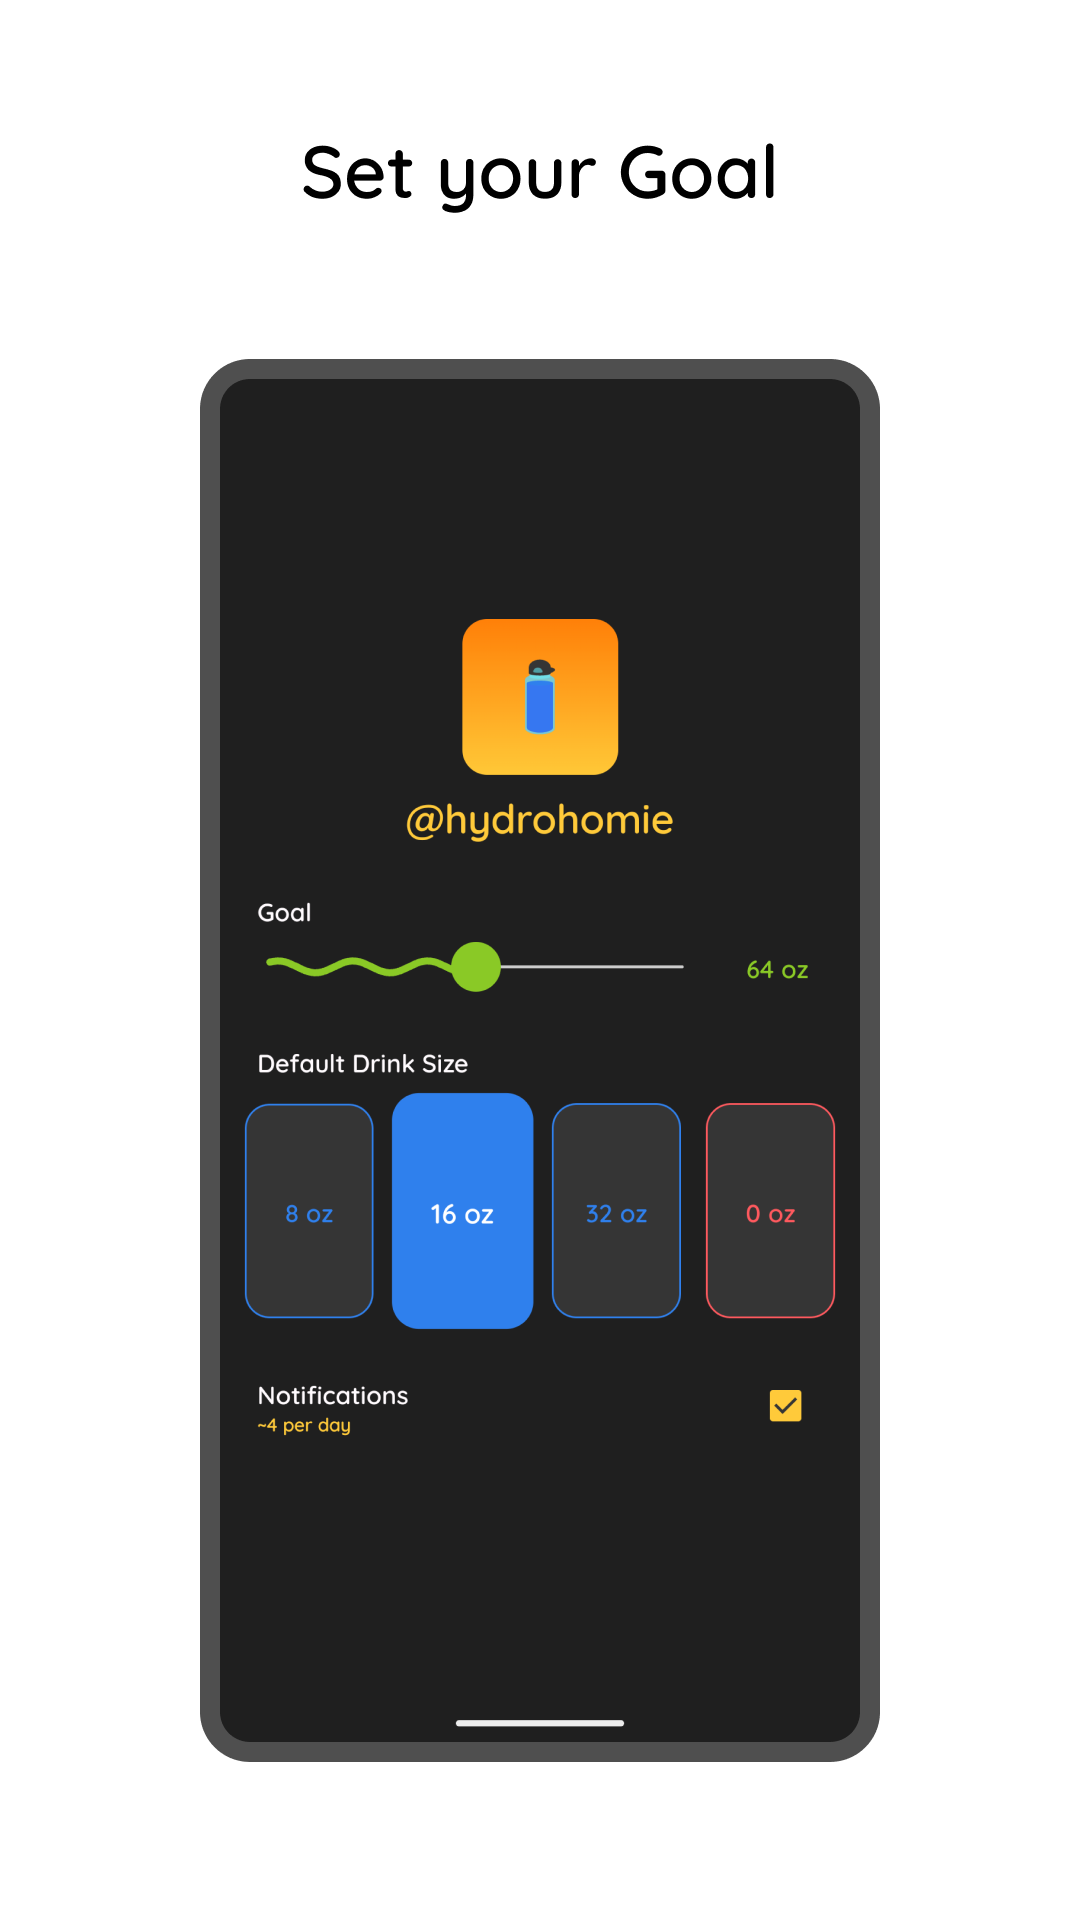 Set your Goal
@hydrohomie
Goal
64 oz
Default Drink Size
8 oz
16 oz
32 oz
0 oz
Notifications
~4 per day